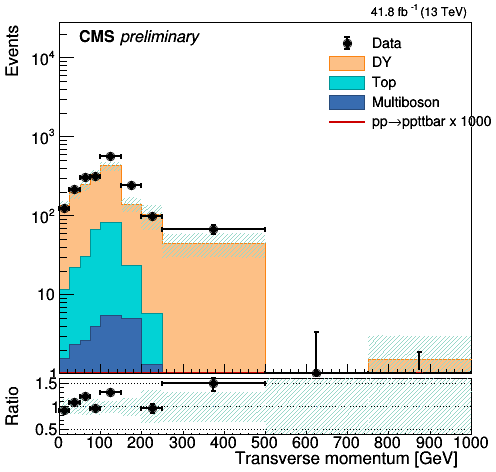 41.8 fb⁻¹ (13 TeV)
CMS preliminary
Events
Data
DY
Top
Multiboson
pp→ppttbar x 1000
10³
10²
10
1
Ratio
1.5
1
0.5
0 100 200 300 400 500 600 700 800 900 1000
Transverse momentum [GeV]